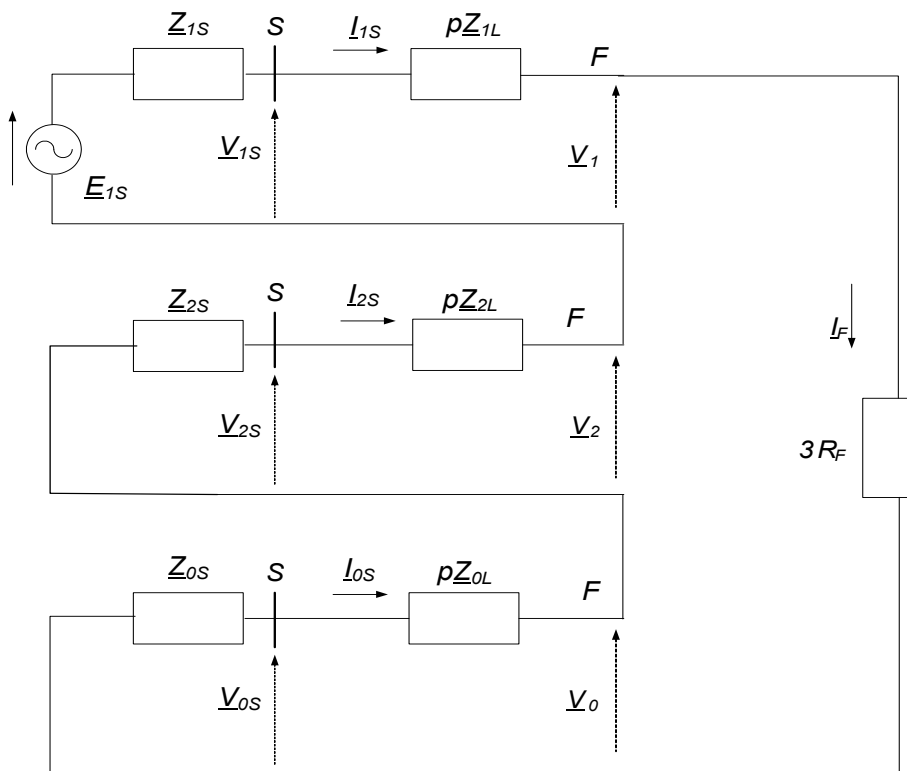 Z1S S I1S pZ1L F
V1S V1
E1S
Z2S S I2S pZ2L F
IF
V2S V2
3RF
Z0S S I0S pZ0L F
V0S V0